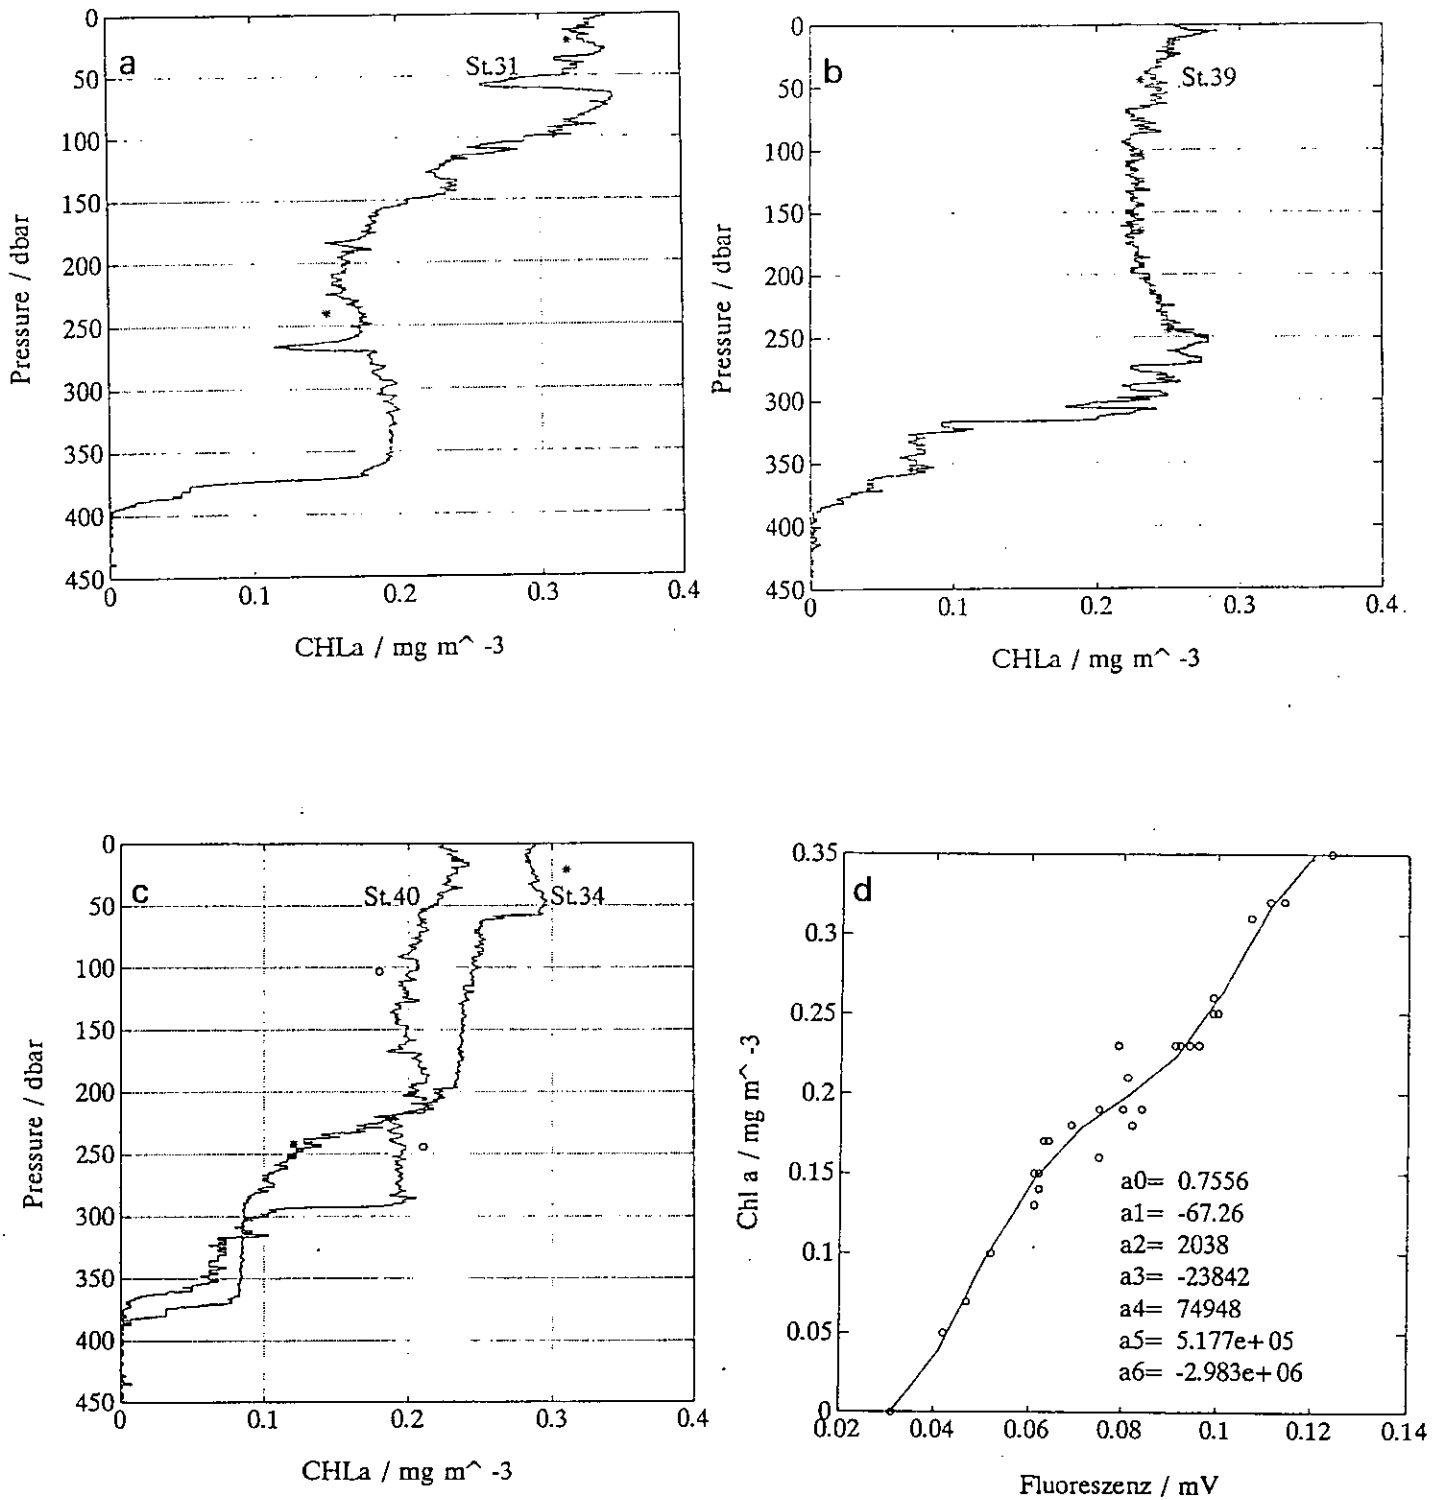 a
St.31
0
50
100
150
200
250
300
350
400
450
Pressure / dbar
0 0.1 0.2 0.3 0.4
CHLa / mg m^ -3
b
St.39
0
50
100
150
200
250
300
350
400
450
Pressure / dbar
0 0.1 0.2 0.3 0.4
CHLa / mg m^ -3
c
St.40 St.34
0
50
100
150
200
250
300
350
400
450
Pressure / dbar
0 0.1 0.2 0.3 0.4
CHLa / mg m^ -3
d
0.35
0.3
0.25
0.2
0.15
0.1
0.05
0
Chl a / mg m^ -3
a0= 0.7556
a1= -67.26
a2= 2038
a3= -23842
a4= 74948
a5= 5.177e+05
a6= -2.983e+06
0.02 0.04 0.06 0.08 0.1 0.12 0.14
Fluoreszenz / mV